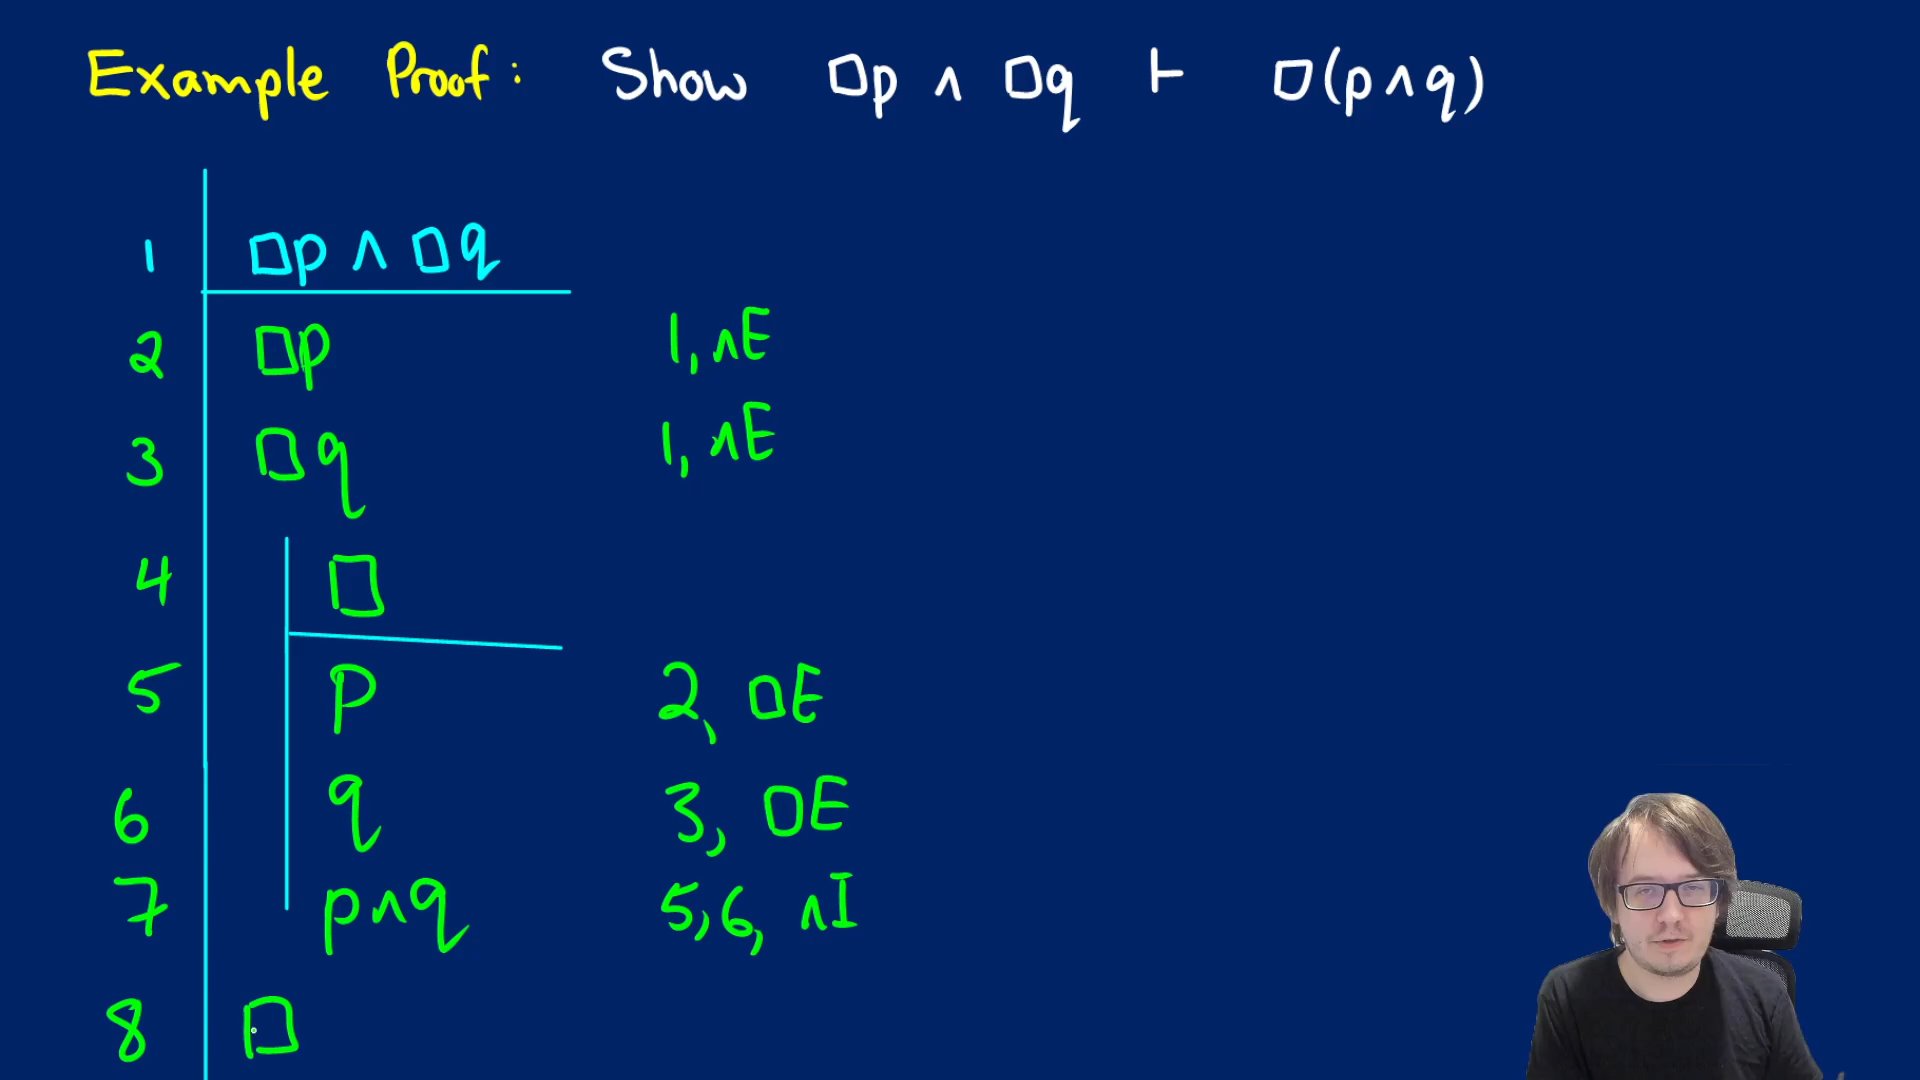 Example Proof: Show □p ∧ □q ⊢ □(p∧q)
1 □p ∧ □q
2 □p 1, ∧E
3 □q 1, ∧E
4 □
5 p 2, □E
6 q 3, □E
7 p∧q 5,6, ∧I
8 □